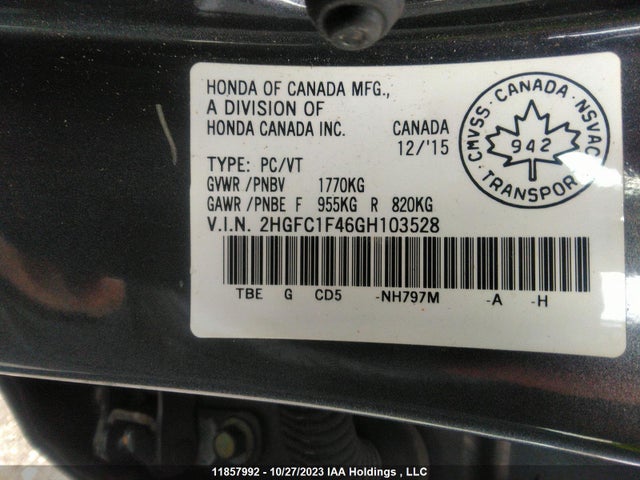 HONDA OF CANADA MFG.,
A DIVISION OF
HONDA CANADA INC. CANADA
12/'15
TYPE: PC/VT
GVWR/PNBV 1770KG
GAWR/PNBE F 955KG R 820KG
V.I.N. 2HGFC1F46GH103528
TBE G CD5 -NH797M -A -H
CMVSS · CANADA · NSVAC
942
· TRANSPORT
11857992 - 10/27/2023 IAA Holdings , LLC